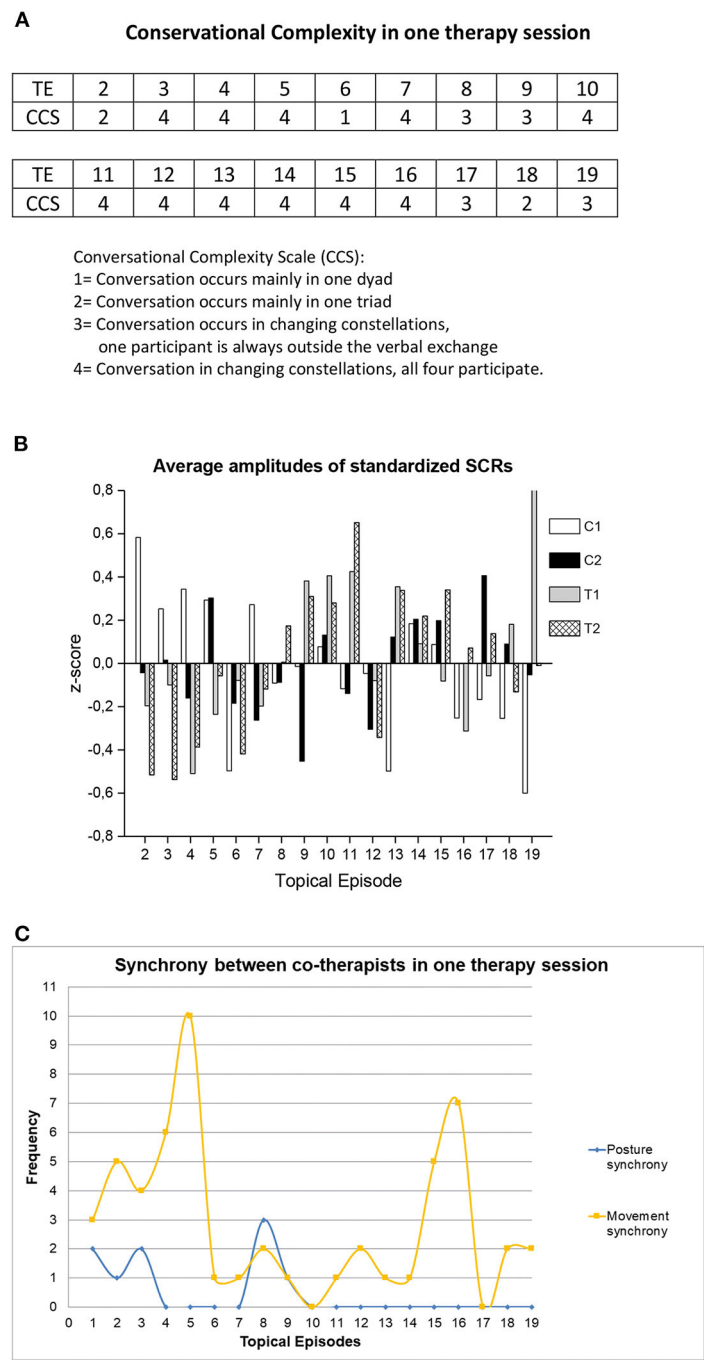 A
Conservational Complexity in one therapy session
TE 2 3 4 5 6 7 8 9 10
CCS 2 4 4 4 1 4 3 3 4
TE 11 12 13 14 15 16 17 18 19
CCS 4 4 4 4 4 4 3 2 3
Conversational Complexity Scale (CCS):
1= Conversation occurs mainly in one dyad
2= Conversation occurs mainly in one triad
3= Conversation occurs in changing constellations,
one participant is always outside the verbal exchange
4= Conversation in changing constellations, all four participate.
B
Average amplitudes of standardized SCRs
0,8
0,6
0,4
0,2
0,0
-0,2
-0,4
-0,6
-0,8
z-score
C1
C2
T1
T2
2 3 4 5 6 7 8 9 10 11 12 13 14 15 16 17 18 19
Topical Episode
C
Synchrony between co-therapists in one therapy session
11
10
9
8
7
6
5
4
3
2
1
0
Frequency
Posture
synchrony
Movement
synchrony
0 1 2 3 4 5 6 7 8 9 10 11 12 13 14 15 16 17 18 19
Topical Episodes